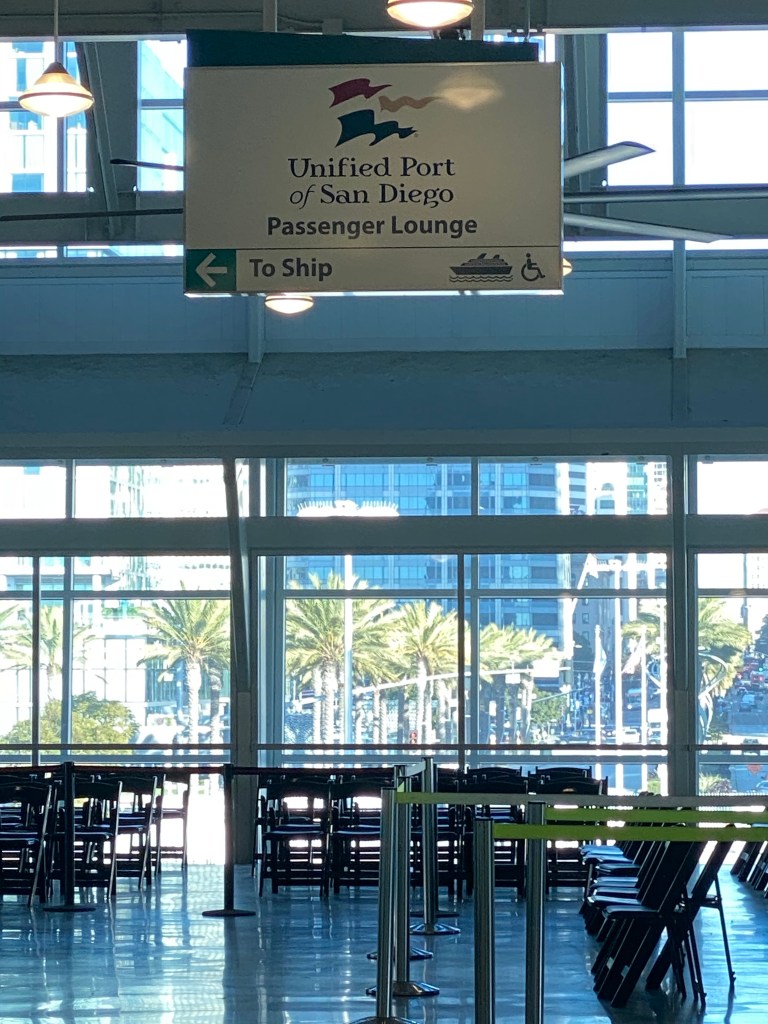 Unified Port
of San Diego
Passenger Lounge
To Ship